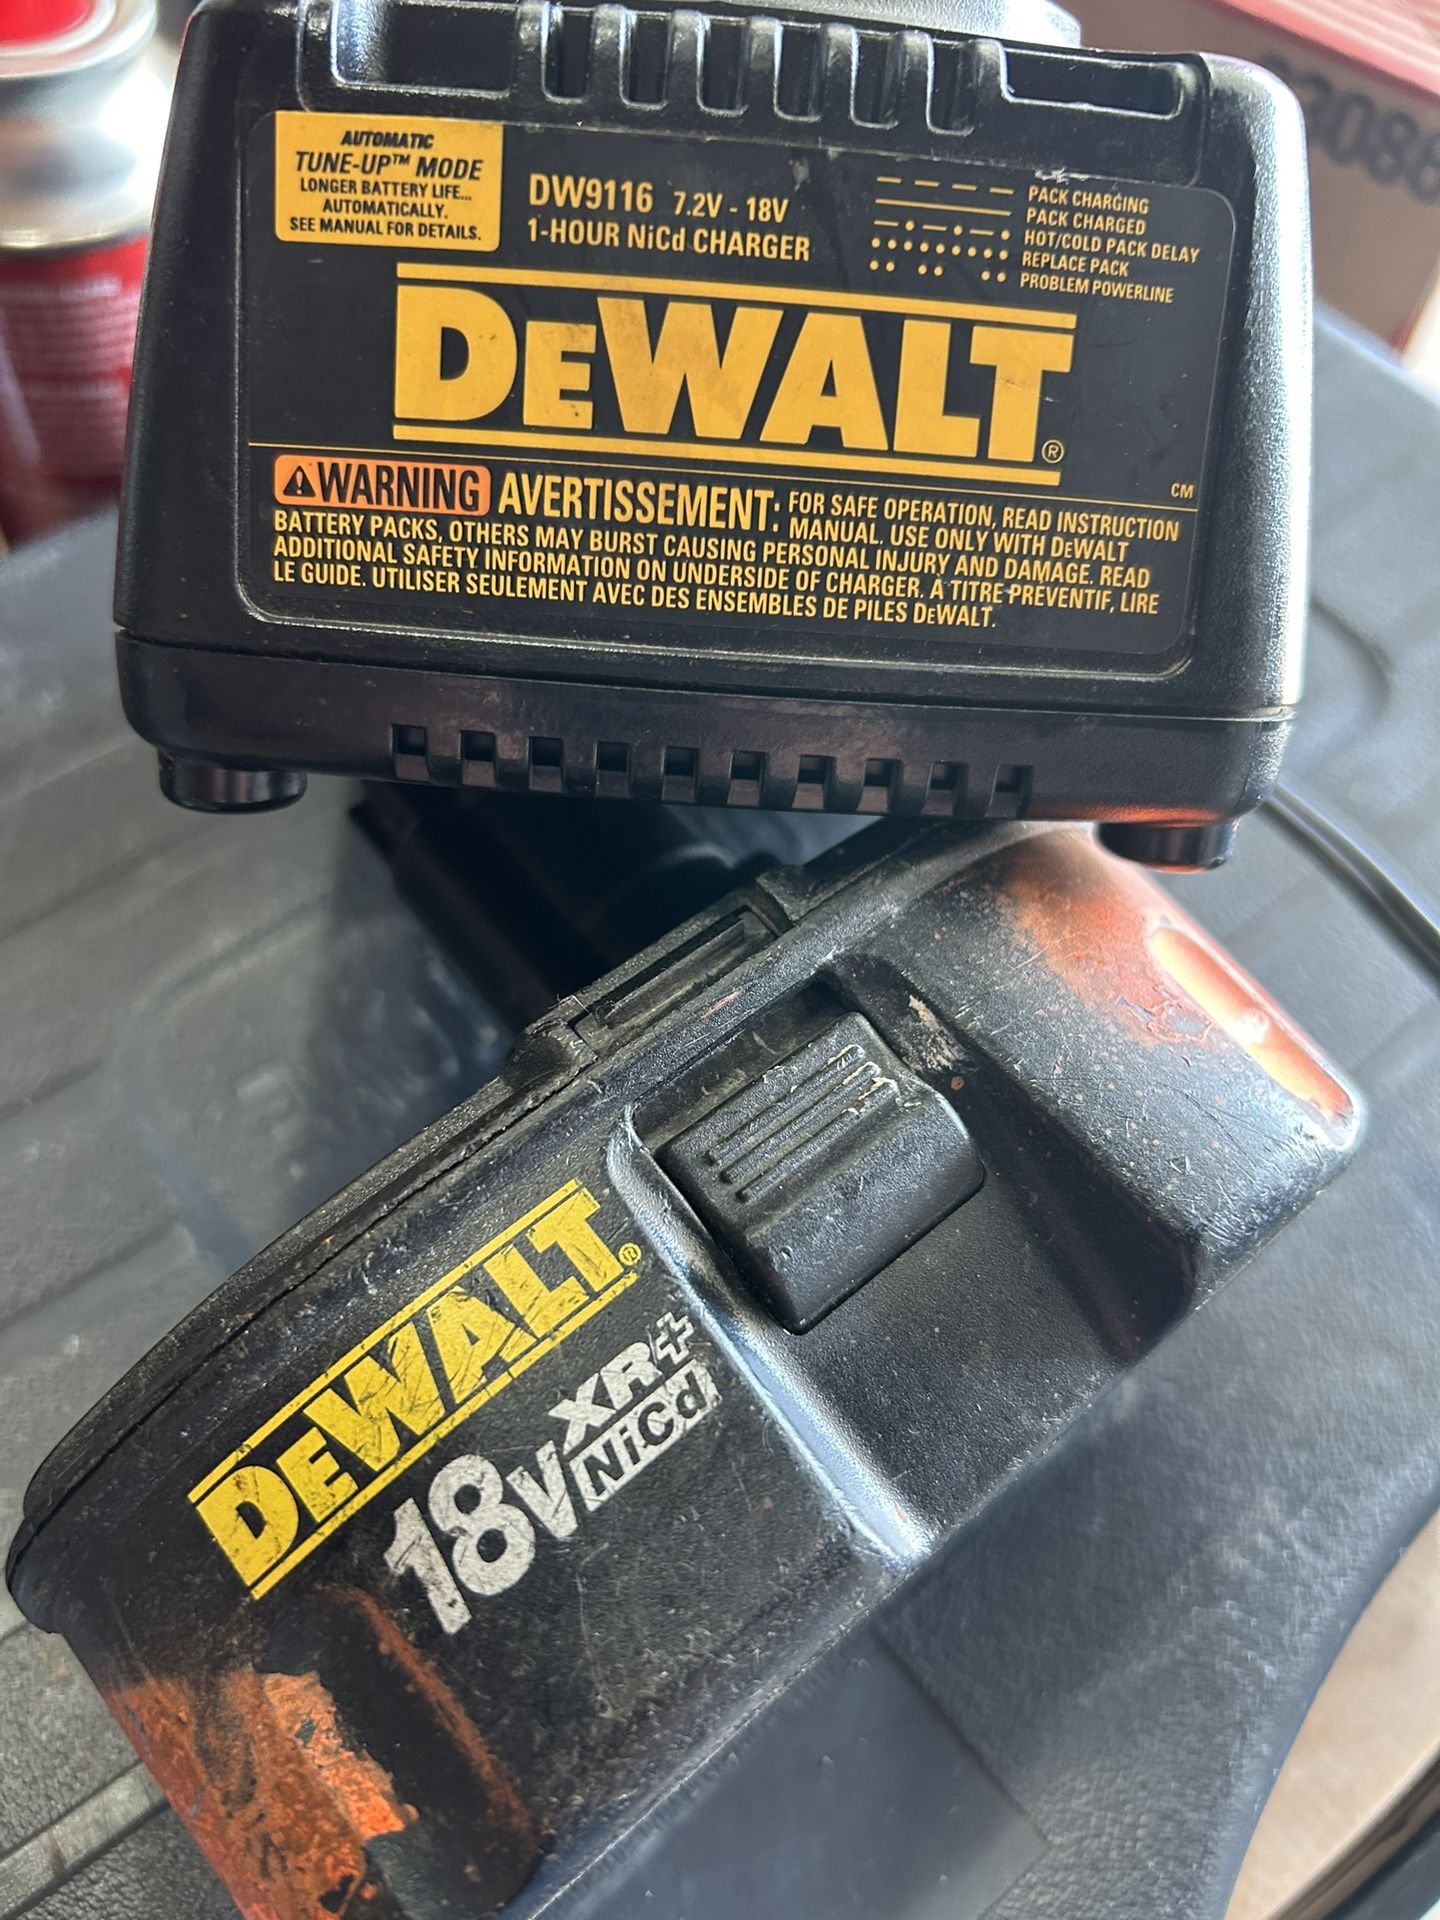 AUTOMATIC
TUNE-UP™ MODE
LONGER BATTERY LIFE...
AUTOMATICALLY.
SEE MANUAL FOR DETAILS.
DW9116 7.2V - 18V
1-HOUR NiCd CHARGER
PACK CHARGING
PACK CHARGED
HOT/COLD PACK DELAY
REPLACE PACK
PROBLEM POWERLINE
DEWALT®
CM
WARNING AVERTISSEMENT: FOR SAFE OPERATION, READ INSTRUCTION
MANUAL. USE ONLY WITH DEWALT
BATTERY PACKS, OTHERS MAY BURST CAUSING PERSONAL INJURY AND DAMAGE. READ
ADDITIONAL SAFETY INFORMATION ON UNDERSIDE OF CHARGER. A TITRE PREVENTIF, LIRE
LE GUIDE. UTILISER SEULEMENT AVEC DES ENSEMBLES DE PILES DEWALT.
DEWALT®
18V XR+
NiCd